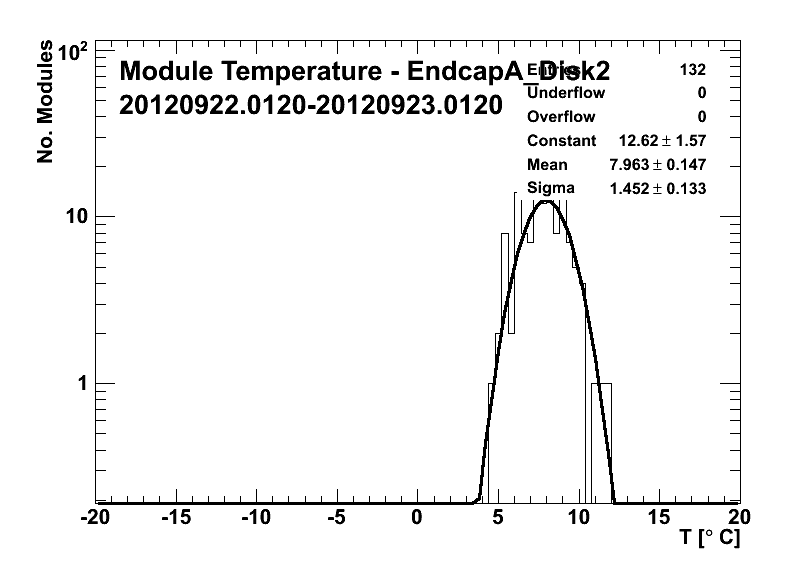 No. Modules
10²
10
1
Module Temperature - EndcapA_Disk2
20120922.0120-20120923.0120
Entries 132
Underflow 0
Overflow 0
Constant 12.62 ± 1.57
Mean 7.963 ± 0.147
Sigma 1.452 ± 0.133
-20 -15 -10 -5 0 5 10 15 20
T [° C]